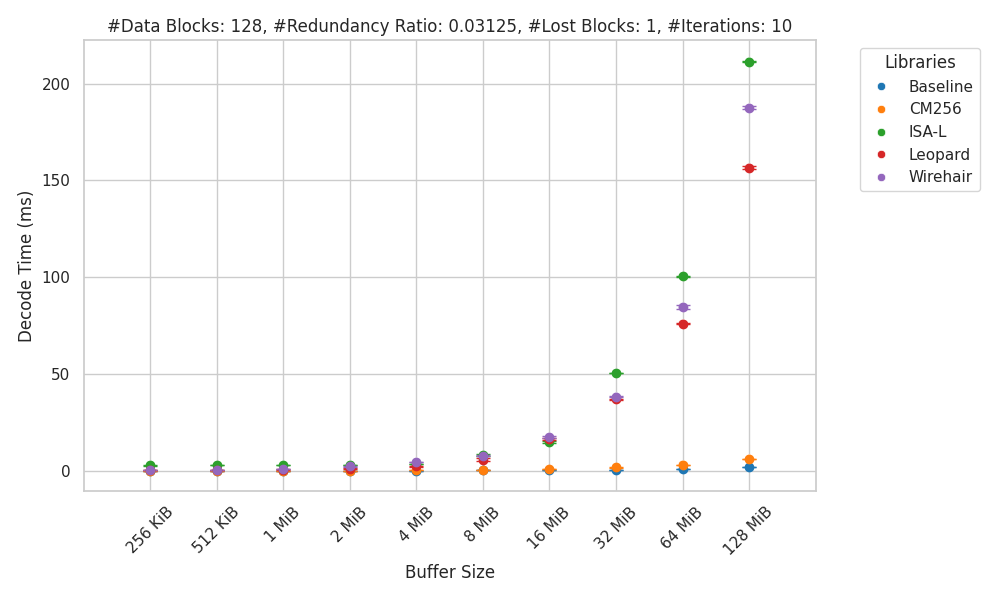 #Data Blocks: 128, #Redundancy Ratio: 0.03125, #Lost Blocks: 1, #Iterations: 10
Libraries
Baseline
CM256
ISA-L
Leopard
Wirehair
Decode Time (ms)
200
150
100
50
0
256 KiB
512 KiB
1 MiB
2 MiB
4 MiB
8 MiB
16 MiB
32 MiB
64 MiB
128 MiB
Buffer Size